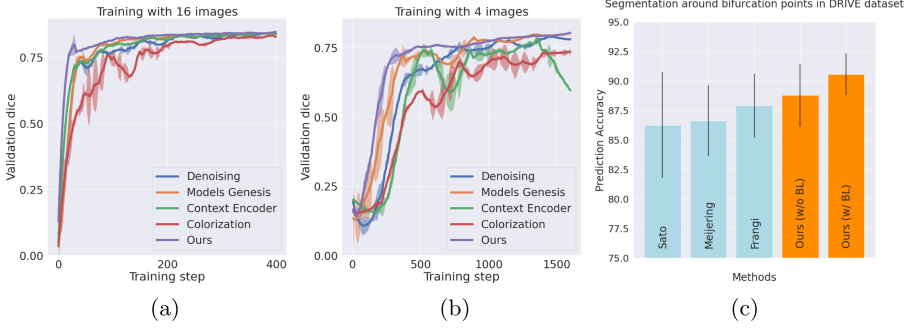 Training with 16 images
Validation dice
0.75
0.50
0.25
0.00
Denoising
Models Genesis
Context Encoder
Colorization
Ours
0
200
400
Training step
(a)
Training with 4 images
Validation dice
0.75
0.50
0.25
0.00
Denoising
Models Genesis
Context Encoder
Colorization
Ours
0
500
1000
1500
Training step
(b)
Segmentation around bifurcation points in DRIVE dataset
Prediction Accuracy
95.0
92.5
90.0
87.5
85.0
82.5
80.0
77.5
75.0
Sato
Meijering
Frangi
Ours (w/o BL)
Ours (w/ BL)
Methods
(c)